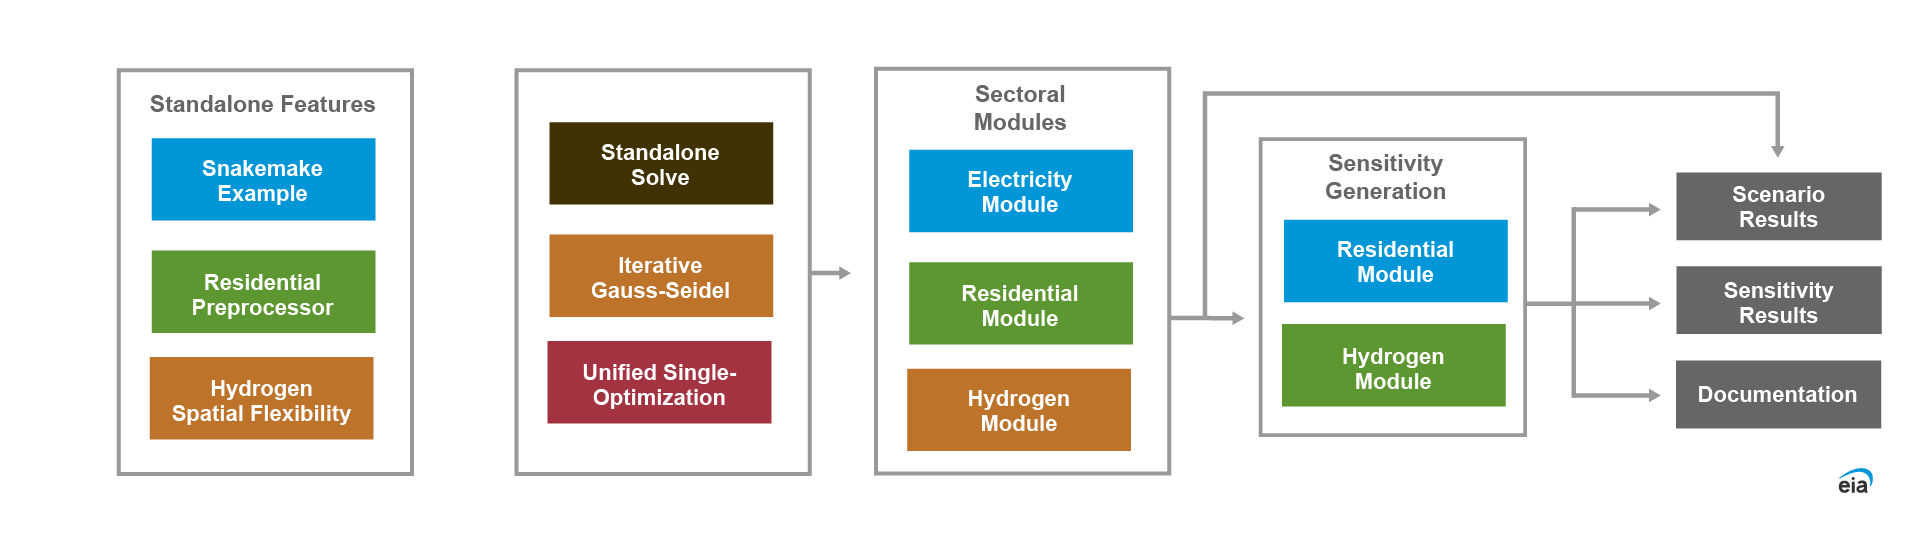 Standalone Features
Snakemake
Example
Residential
Preprocessor
Hydrogen
Spatial Flexibility
Standalone
Solve
Iterative
Gauss-Seidel
Unified Single-
Optimization
Sectoral
Modules
Electricity
Module
Residential
Module
Hydrogen
Module
Sensitivity
Generation
Residential
Module
Hydrogen
Module
Scenario
Results
Sensitivity
Results
Documentation
eia